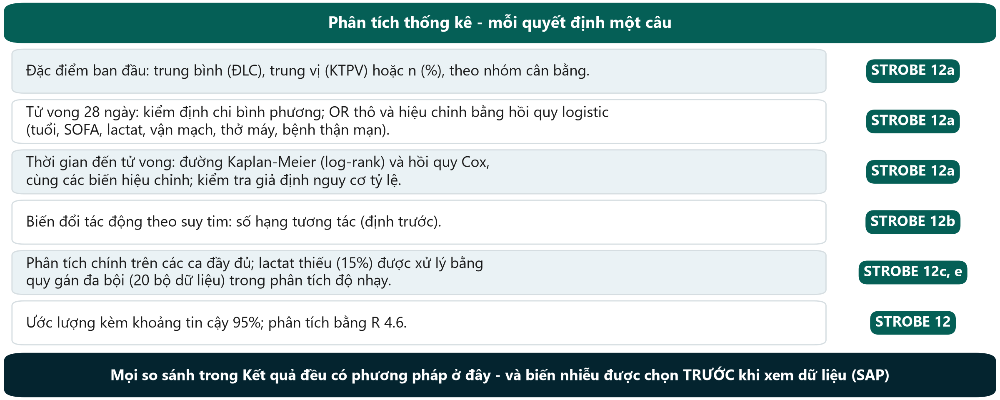 Phân tích thống kê - mỗi quyết định một câu
Đặc điểm ban đầu: trung bình (ĐLC), trung vị (KTPV) hoặc n (%), theo nhóm cân bằng.
STROBE 12a
Tử vong 28 ngày: kiểm định chi bình phương; OR thô và hiệu chỉnh bằng hồi quy logistic
(tuổi, SOFA, lactat, vận mạch, thở máy, bệnh thận mạn).
STROBE 12a
Thời gian đến tử vong: đường Kaplan-Meier (log-rank) và hồi quy Cox,
cùng các biến hiệu chỉnh; kiểm tra giả định nguy cơ tỷ lệ.
STROBE 12a
Biến đổi tác động theo suy tim: số hạng tương tác (định trước).
STROBE 12b
Phân tích chính trên các ca đầy đủ; lactat thiếu (15%) được xử lý bằng
quy gán đa bội (20 bộ dữ liệu) trong phân tích độ nhạy.
STROBE 12c, e
Ước lượng kèm khoảng tin cậy 95%; phân tích bằng R 4.6.
STROBE 12
Mọi so sánh trong Kết quả đều có phương pháp ở đây - và biến nhiễu được chọn TRƯỚC khi xem dữ liệu (SAP)